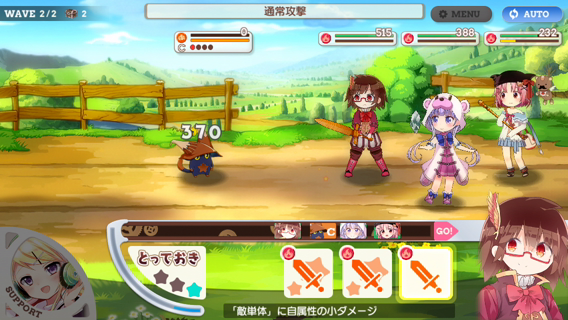 WAVE 2/2 2
通常攻撃
MENU
AUTO
0
C
515
388
232
370
C
GO!
とっておき
SUPPORT
「敵単体」に自属性の小ダメージ